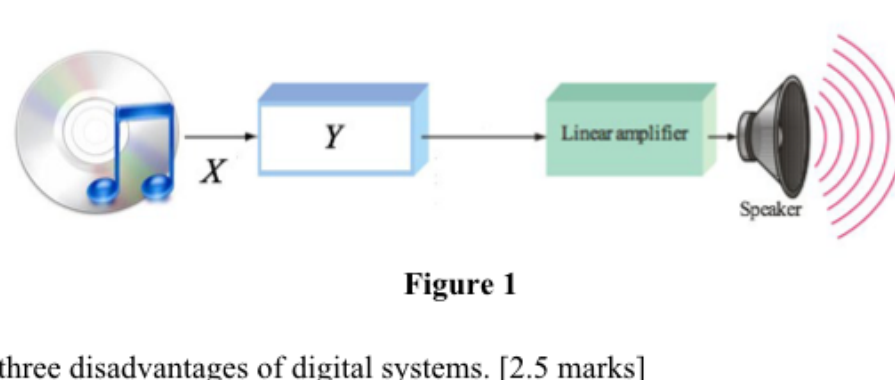 Y
Linear amplifier
X
Speaker
Figure 1
three disadvantages of digital systems. [2.5 marks]